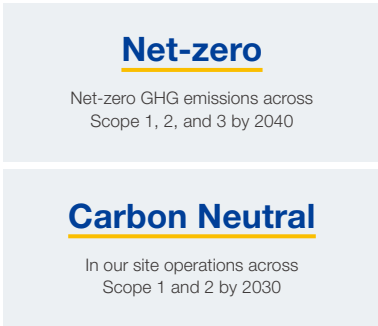 Net-zero
Net-zero GHG emissions across
Scope 1, 2, and 3 by 2040
Carbon Neutral
In our site operations across
Scope 1 and 2 by 2030